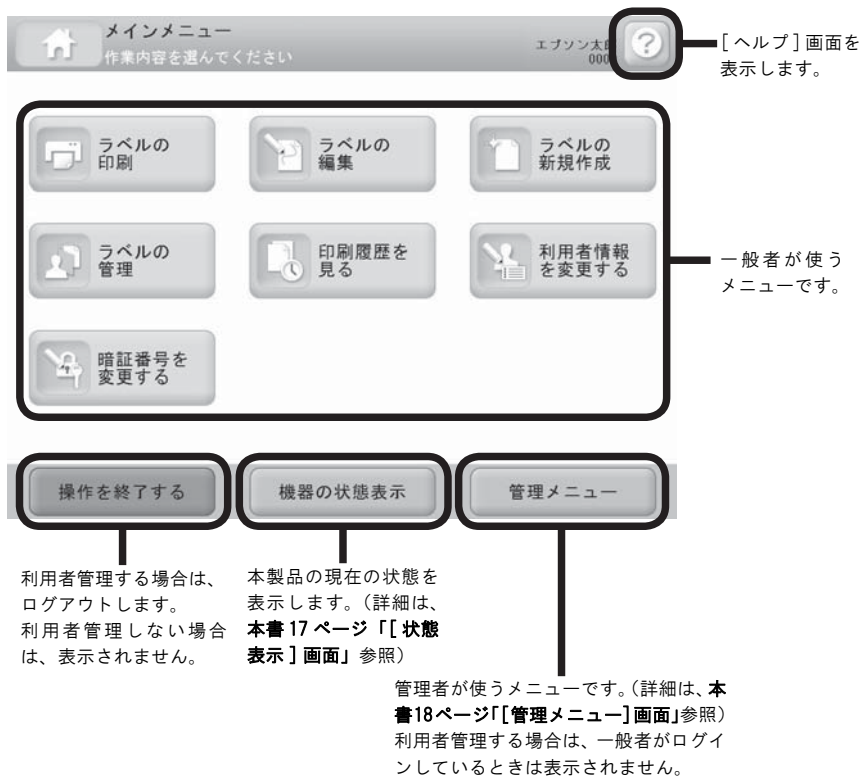 メインメニュー
作業内容を選んでください
エプソン太
000
?
[ヘルプ]画面を
表示します。
ラベルの
印刷
ラベルの
編集
ラベルの
新規作成
ラベルの
管理
印刷履歴を
見る
利用者情報
を変更する
一般者が使う
メニューです。
暗証番号を
変更する
操作を終了する
機器の状態表示
管理メニュー
利用者管理する場合は、
ログアウトします。
利用者管理しない場合
は、表示されません。
本製品の現在の状態を
表示します。（詳細は、
本書 17 ページ「[ 状態
表示 ] 画面」参照）
管理者が使うメニューです。（詳細は、本
書18ページ「[管理メニュー]画面」参照）
利用者管理する場合は、一般者がログイ
ンしているときは表示されません。